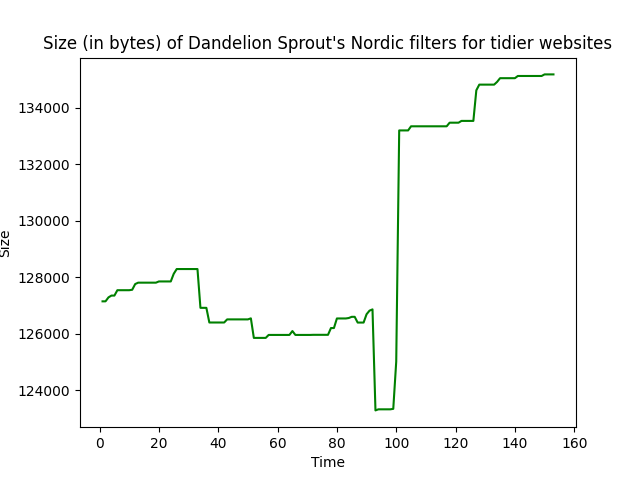 Size (in bytes) of Dandelion Sprout's Nordic filters for tidier websites
134000
132000
130000
128000
126000
124000
Size
0 20 40 60 80 100 120 140 160
Time